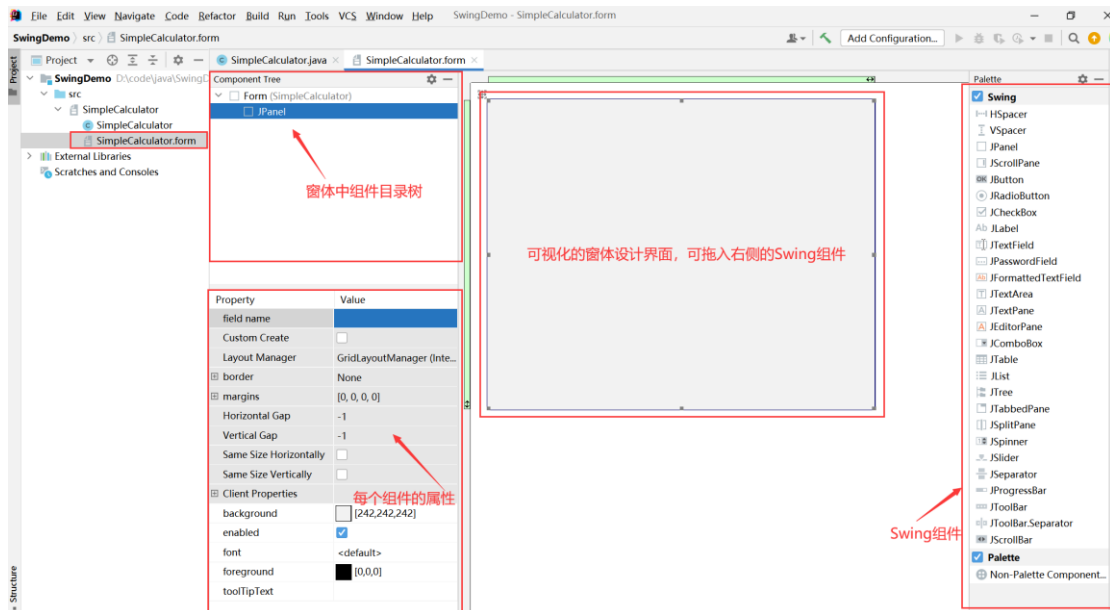 File Edit View Navigate Code Refactor Build Run Tools VCS Window Help SwingDemo - SimpleCalculator.form
SwingDemo src SimpleCalculator.form
Add Configuration...
Project
Project
SimpleCalculator.java
SimpleCalculator.form
SwingDemo D:\code\java\SwingD
src
SimpleCalculator
SimpleCalculator
SimpleCalculator.form
External Libraries
Scratches and Consoles
Component Tree
Form (SimpleCalculator)
JPanel
窗体中组件目录树
Property Value
field name
Custom Create
Layout Manager GridLayoutManager (Inte...
border None
margins [0, 0, 0, 0]
Horizontal Gap -1
Vertical Gap -1
Same Size Horizontally
Same Size Vertically
Client Properties
每个组件的属性
background [242,242,242]
enabled
font <default>
foreground [0,0,0]
toolTipText
可视化的窗体设计界面，可拖入右侧的Swing组件
Palette
Swing
HSpacer
VSpacer
JPanel
JScrollPane
OK JButton
JRadioButton
JCheckBox
Ab JLabel
JTextField
JPasswordField
JFormattedTextField
JTextArea
JTextPane
JEditorPane
JComboBox
JTable
JList
JTree
JTabbedPane
JSplitPane
JSpinner
JSlider
JSeparator
JProgressBar
JToolBar
JToolBar.Separator
JScrollBar
Palette
Non-Palette Component...
Swing组件
Structure